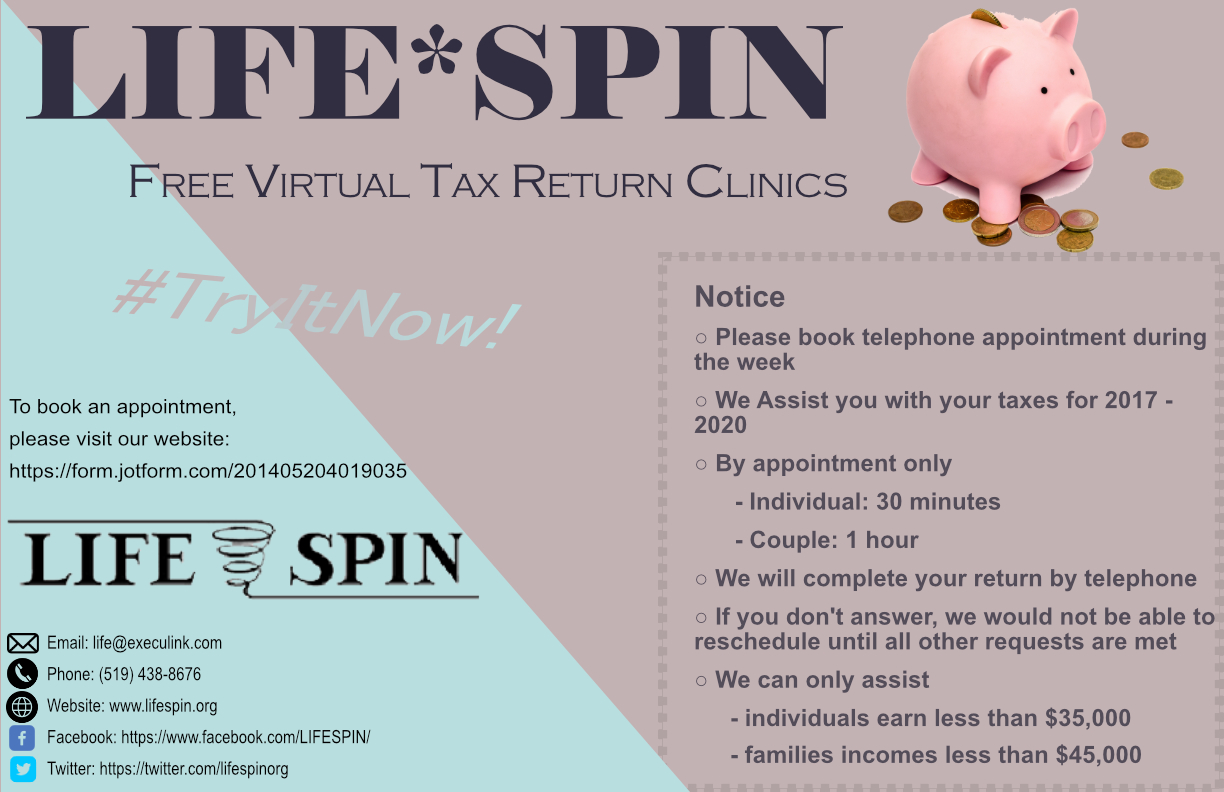 LIFE*SPIN
FREE VIRTUAL TAX RETURN CLINICS
#TryItNow!
To book an appointment,
please visit our website:
https://form.jotform.com/201405204019035
LIFE SPIN
Email: life@execulink.com
Phone: (519) 438-8676
Website: www.lifespin.org
Facebook: https://www.facebook.com/LIFESPIN/
Twitter: https://twitter.com/lifespinorg
Notice
○ Please book telephone appointment during
the week
○ We Assist you with your taxes for 2017 -
2020
○ By appointment only
- Individual: 30 minutes
- Couple: 1 hour
○ We will complete your return by telephone
○ If you don't answer, we would not be able to
reschedule until all other requests are met
○ We can only assist
- individuals earn less than $35,000
- families incomes less than $45,000